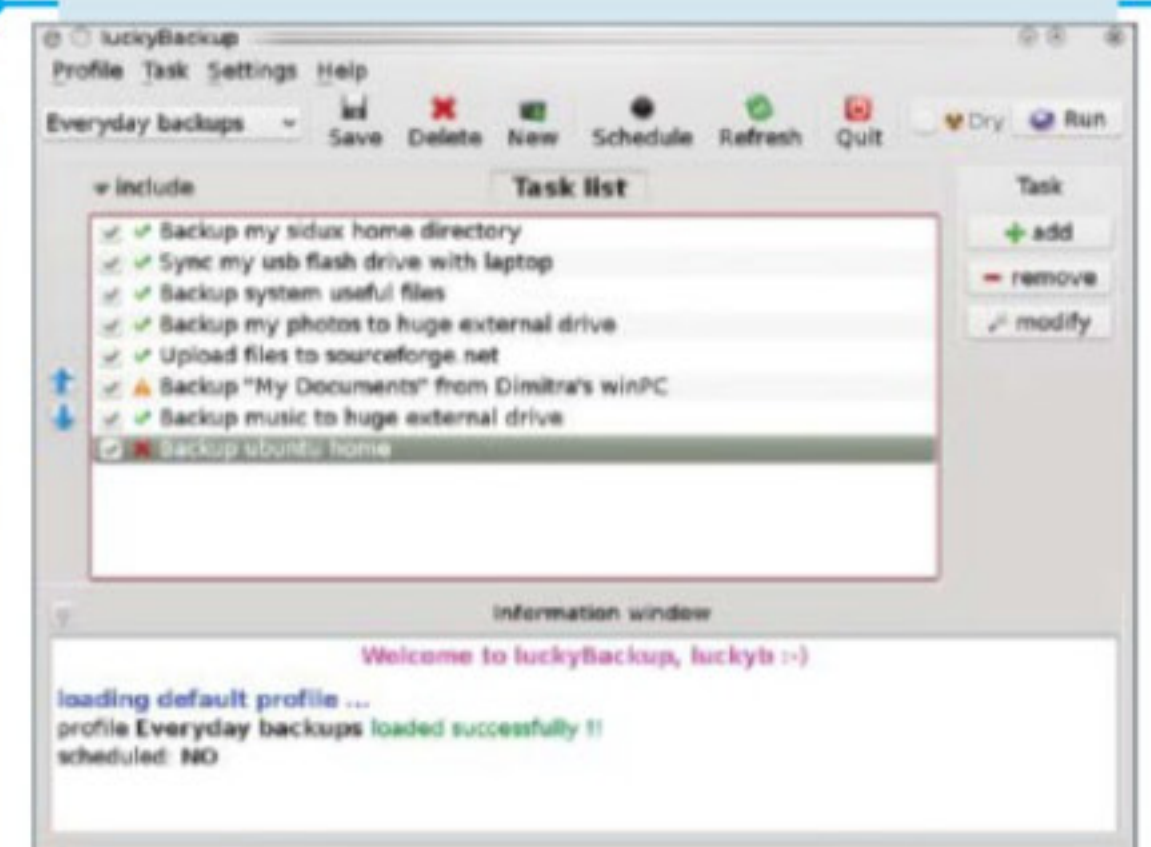 luckyBackup
Profile Task Settings Help
Everyday backups Save Delete New Schedule Refresh Quit Dry Run
include Task list Task
Backup my sidux home directory
add
Sync my usb flash drive with laptop
remove
Backup system useful files
Backup my photos to huge external drive
modify
Upload files to sourceforge.net
Backup "My Documents" from Dimitra's winPC
Backup music to huge external drive
Backup ubuntu home
Information window
Welcome to luckyBackup, luckyb :-)
loading default profile ...
profile Everyday backups loaded successfully !!
scheduled: NO